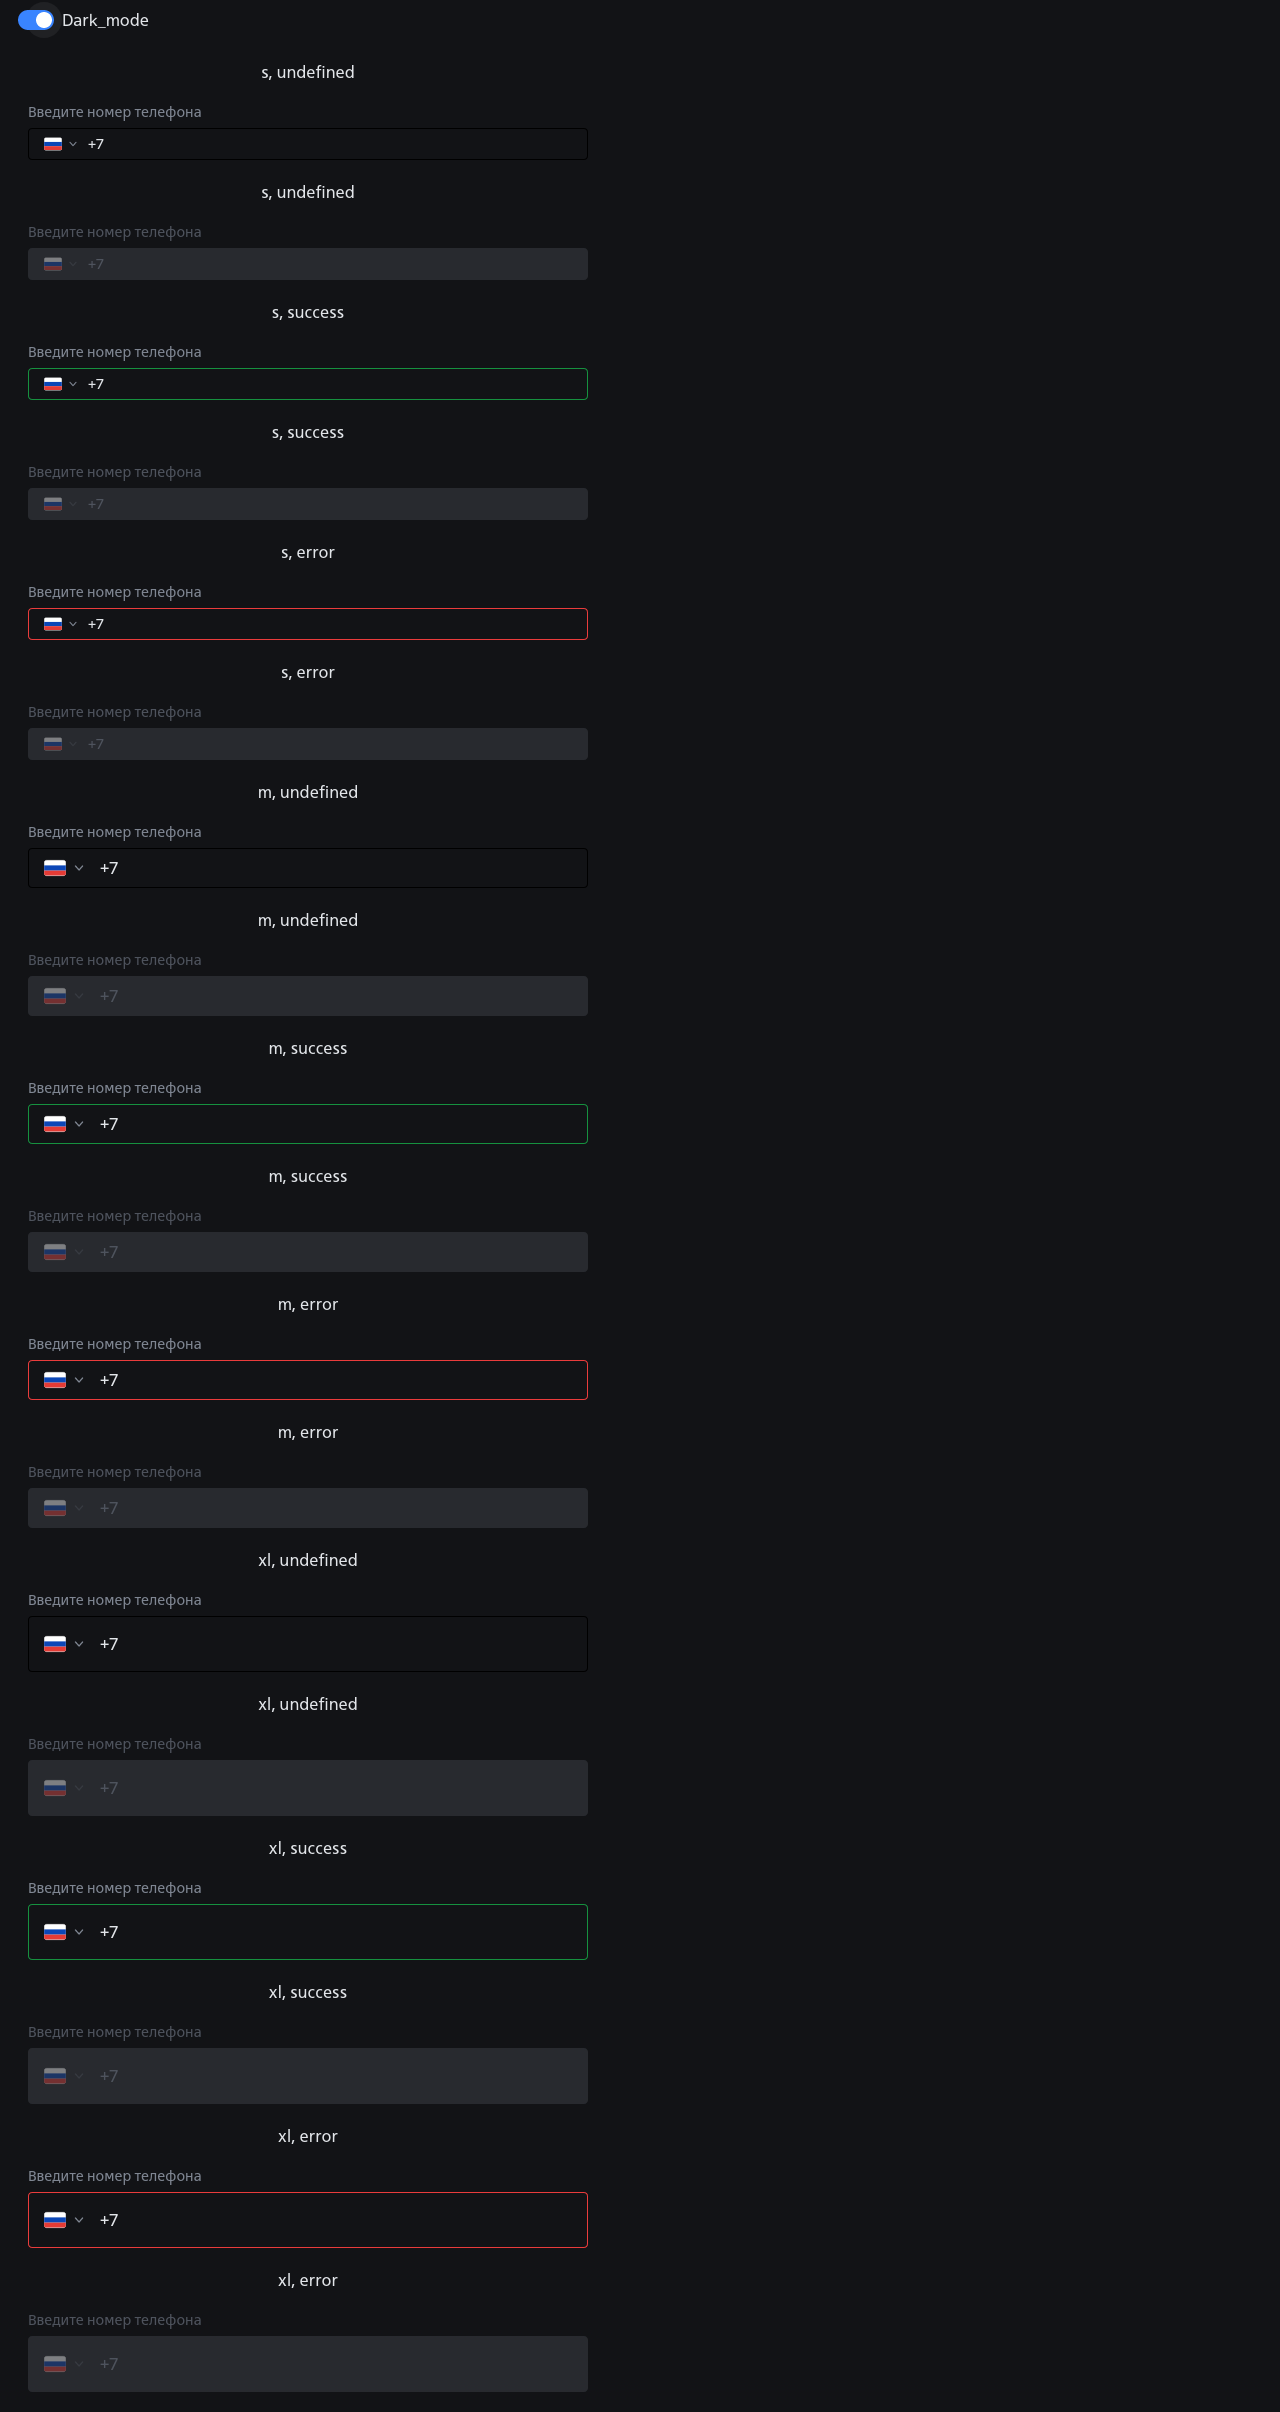 Dark_mode
s, undefined
Введите номер телефона
+7
s, undefined
Введите номер телефона
+7
s, success
Введите номер телефона
+7
s, success
Введите номер телефона
+7
s, error
Введите номер телефона
+7
s, error
Введите номер телефона
+7
m, undefined
Введите номер телефона
+7
m, undefined
Введите номер телефона
+7
m, success
Введите номер телефона
+7
m, success
Введите номер телефона
+7
m, error
Введите номер телефона
+7
m, error
Введите номер телефона
+7
xl, undefined
Введите номер телефона
+7
xl, undefined
Введите номер телефона
+7
xl, success
Введите номер телефона
+7
xl, success
Введите номер телефона
+7
xl, error
Введите номер телефона
+7
xl, error
Введите номер телефона
+7